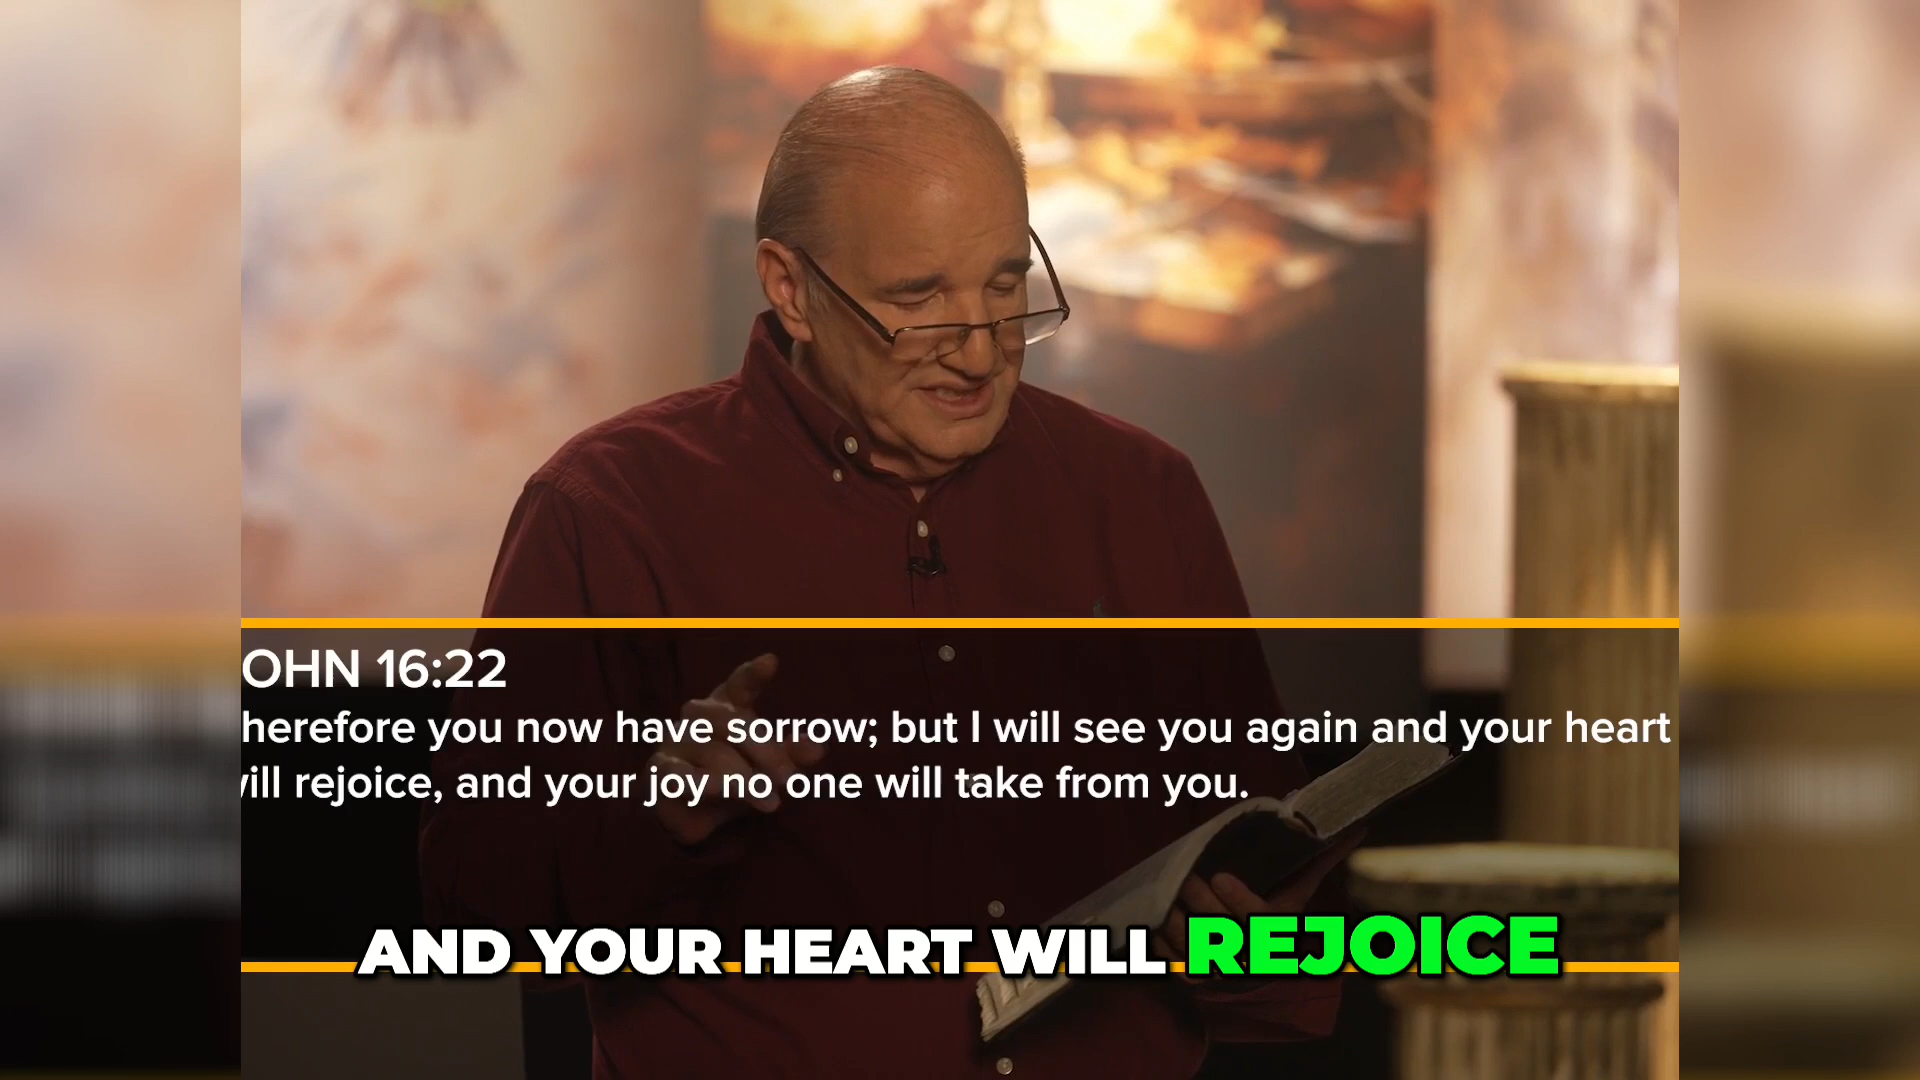 OHN 16:22
herefore you now have sorrow; but I will see you again and your heart
vill rejoice, and your joy no one will take from you.
AND YOUR HEART WILL REJOICE